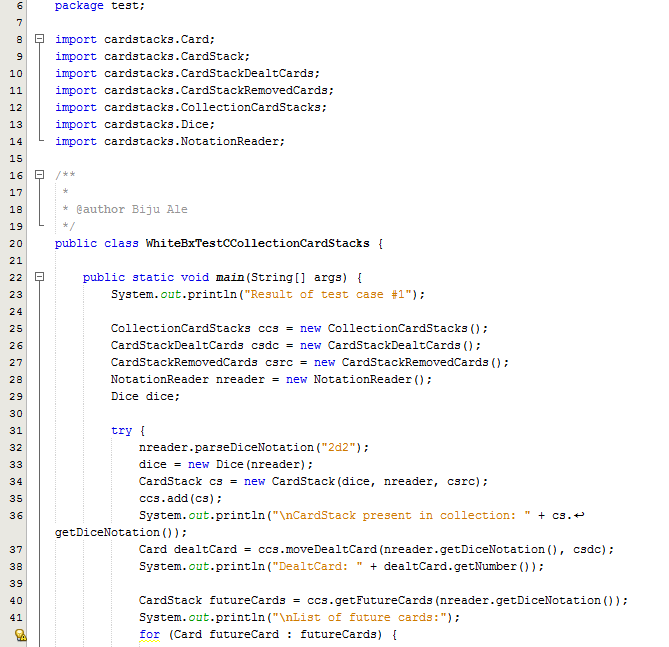 6 package test;
7
8 import cardstacks.Card;
9 import cardstacks.CardStack;
10 import cardstacks.CardStackDealtCards;
11 import cardstacks.CardStackRemovedCards;
12 import cardstacks.CollectionCardStacks;
13 import cardstacks.Dice;
14 import cardstacks.NotationReader;
15
16 /**
17 *
18 * @author Biju Ale
19 */
20 public class WhiteBxTestCCollectionCardStacks {
21
22 public static void main(String[] args) {
23 System.out.println("Result of test case #1");
24
25 CollectionCardStacks ccs = new CollectionCardStacks();
26 CardStackDealtCards csdc = new CardStackDealtCards();
27 CardStackRemovedCards csrc = new CardStackRemovedCards();
28 NotationReader nreader = new NotationReader();
29 Dice dice;
30
31 try {
32 nreader.parseDiceNotation("2d2");
33 dice = new Dice(nreader);
34 CardStack cs = new CardStack(dice, nreader, csrc);
35 ccs.add(cs);
36 System.out.println("\nCardStack present in collection: " + cs.↩
getDiceNotation());
37 Card dealtCard = ccs.moveDealtCard(nreader.getDiceNotation(), csdc);
38 System.out.println("DealtCard: " + dealtCard.getNumber());
39
40 CardStack futureCards = ccs.getFutureCards(nreader.getDiceNotation());
41 System.out.println("\nList of future cards:");
for (Card futureCard : futureCards) {